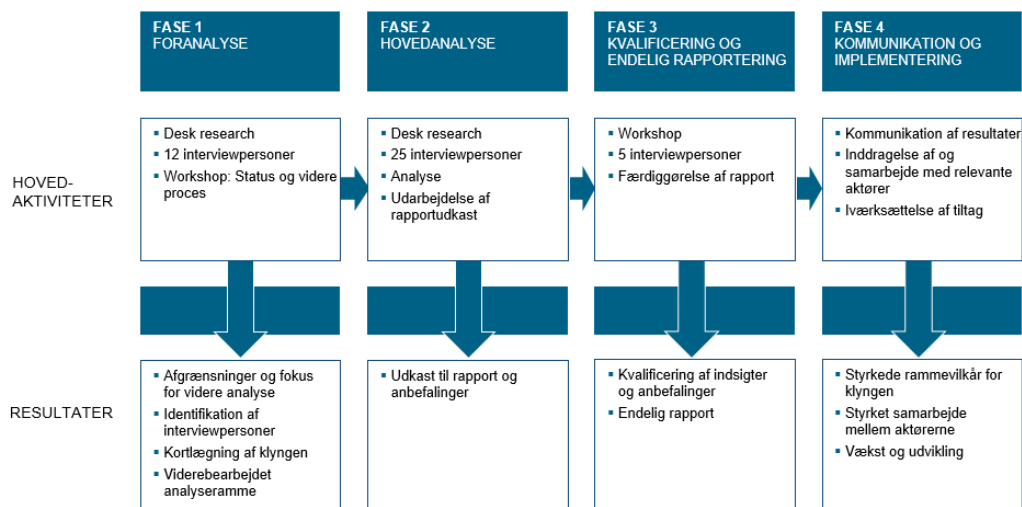 FASE 1
FORANALYSE
FASE 2
HOVEDANALYSE
FASE 3
KVALIFICERING OG
ENDELIG RAPPORTERING
FASE 4
KOMMUNIKATION OG
IMPLEMENTERING
HOVED-
AKTIVITETER
▪ Desk research
▪ 12 interviewpersoner
▪ Workshop: Status og videre
proces
▪ Desk research
▪ 25 interviewpersoner
▪ Analyse
▪ Udarbejdelse af
rapportudkast
▪ Workshop
▪ 5 interviewpersoner
▪ Færdiggørelse af rapport
▪ Kommunikation af resultater
▪ Inddragelse af og
samarbejde med relevante
aktører
▪ Iværksættelse af tiltag
RESULTATER
▪ Afgrænsninger og fokus
for videre analyse
▪ Identifikation af
interviewpersoner
▪ Kortlægning af klyngen
▪ Viderebearbejdet
analyseramme
▪ Udkast til rapport og
anbefalinger
▪ Kvalificering af indsigter
og anbefalinger
▪ Endelig rapport
▪ Styrkede rammevilkår for
klyngen
▪ Styrket samarbejde
mellem aktørerne
▪ Vækst og udvikling